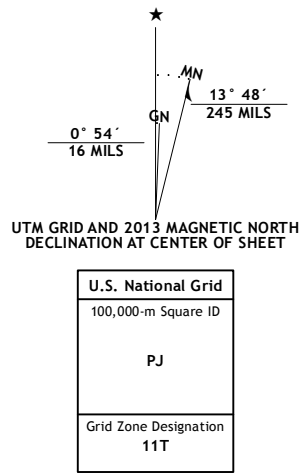 ★
MN
GN
13° 48´
245 MILS
0° 54´
16 MILS
UTM GRID AND 2013 MAGNETIC NORTH
DECLINATION AT CENTER OF SHEET
U.S. National Grid
100,000-m Square ID
PJ
Grid Zone Designation
11T